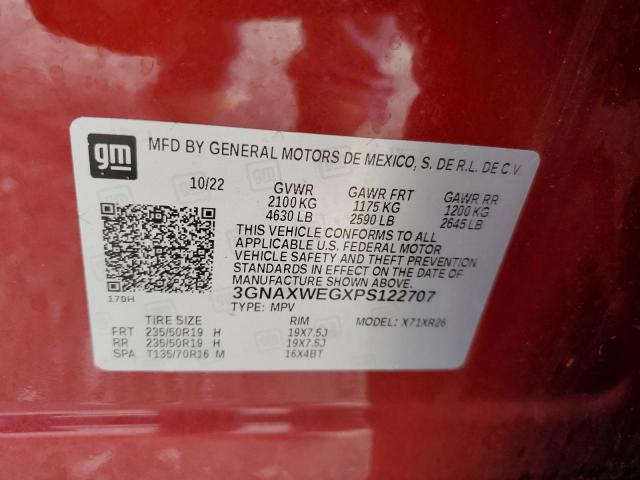 gm
MFD BY GENERAL MOTORS DE MEXICO, S. DE R.L. DE C.V.
10/22 GVWR GAWR FRT GAWR RR
2100 KG 1175 KG 1200 KG
4630 LB 2590 LB 2645 LB
THIS VEHICLE CONFORMS TO ALL
APPLICABLE U.S. FEDERAL MOTOR
VEHICLE SAFETY AND THEFT PREVENTION
STANDARDS IN EFFECT ON THE DATE OF
MANUFACTURE SHOWN ABOVE.
170H
3GNAXWEGXPS122707
TYPE: MPV MODEL: X71XR26
TIRE SIZE RIM
FRT 235/50R19 H 19X7.5J
RR 235/50R19 H 19X7.5J
SPA T135/70R16 M 16X4BT